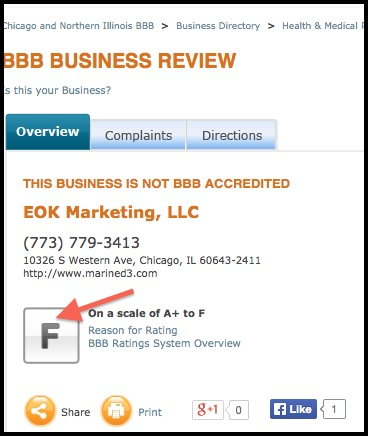 Chicago and Northern Illinois BBB > Business Directory > Health & Medical
BBB BUSINESS REVIEW
Is this your Business?
Overview
Complaints
Directions
THIS BUSINESS IS NOT BBB ACCREDITED
EOK Marketing, LLC
(773) 779-3413
10326 S Western Ave, Chicago, IL 60643-2411
http://www.marined3.com
F
On a scale of A+ to F
Reason for Rating
BBB Ratings System Overview
Share
Print
g+1
0
f Like
1